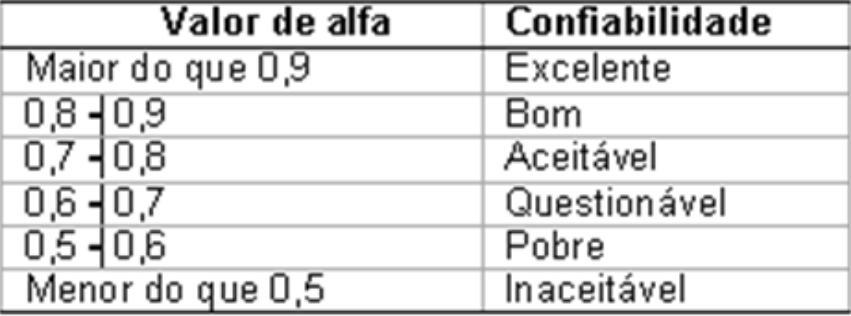 Valor de alfa Confiabilidade
Maior do que 0,9 Excelente
0,8 -| 0,9 Bom
0,7 -| 0,8 Aceitável
0,6 -| 0,7 Questionável
0,5 -| 0,6 Pobre
Menor do que 0,5 Inaceitável